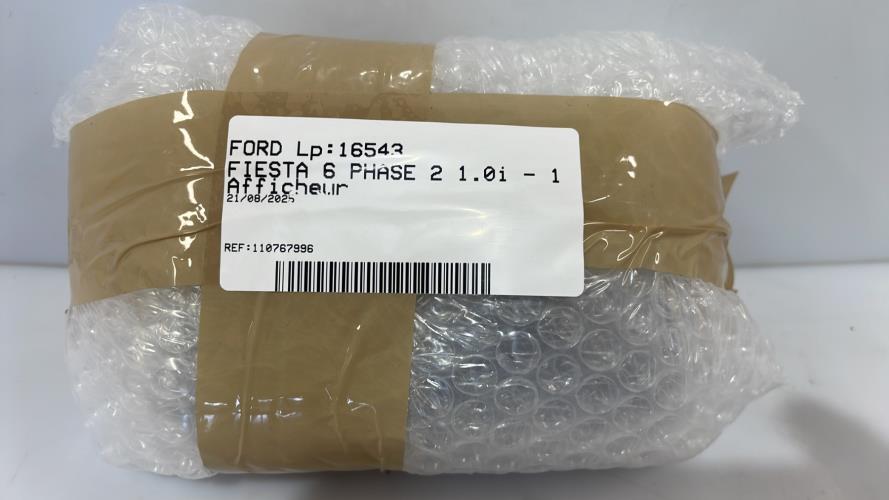 FORD Lp:16543
FIESTA 6 PHASE 2 1.0i - 1
Afficheur
21/08/2025
REF:110767996